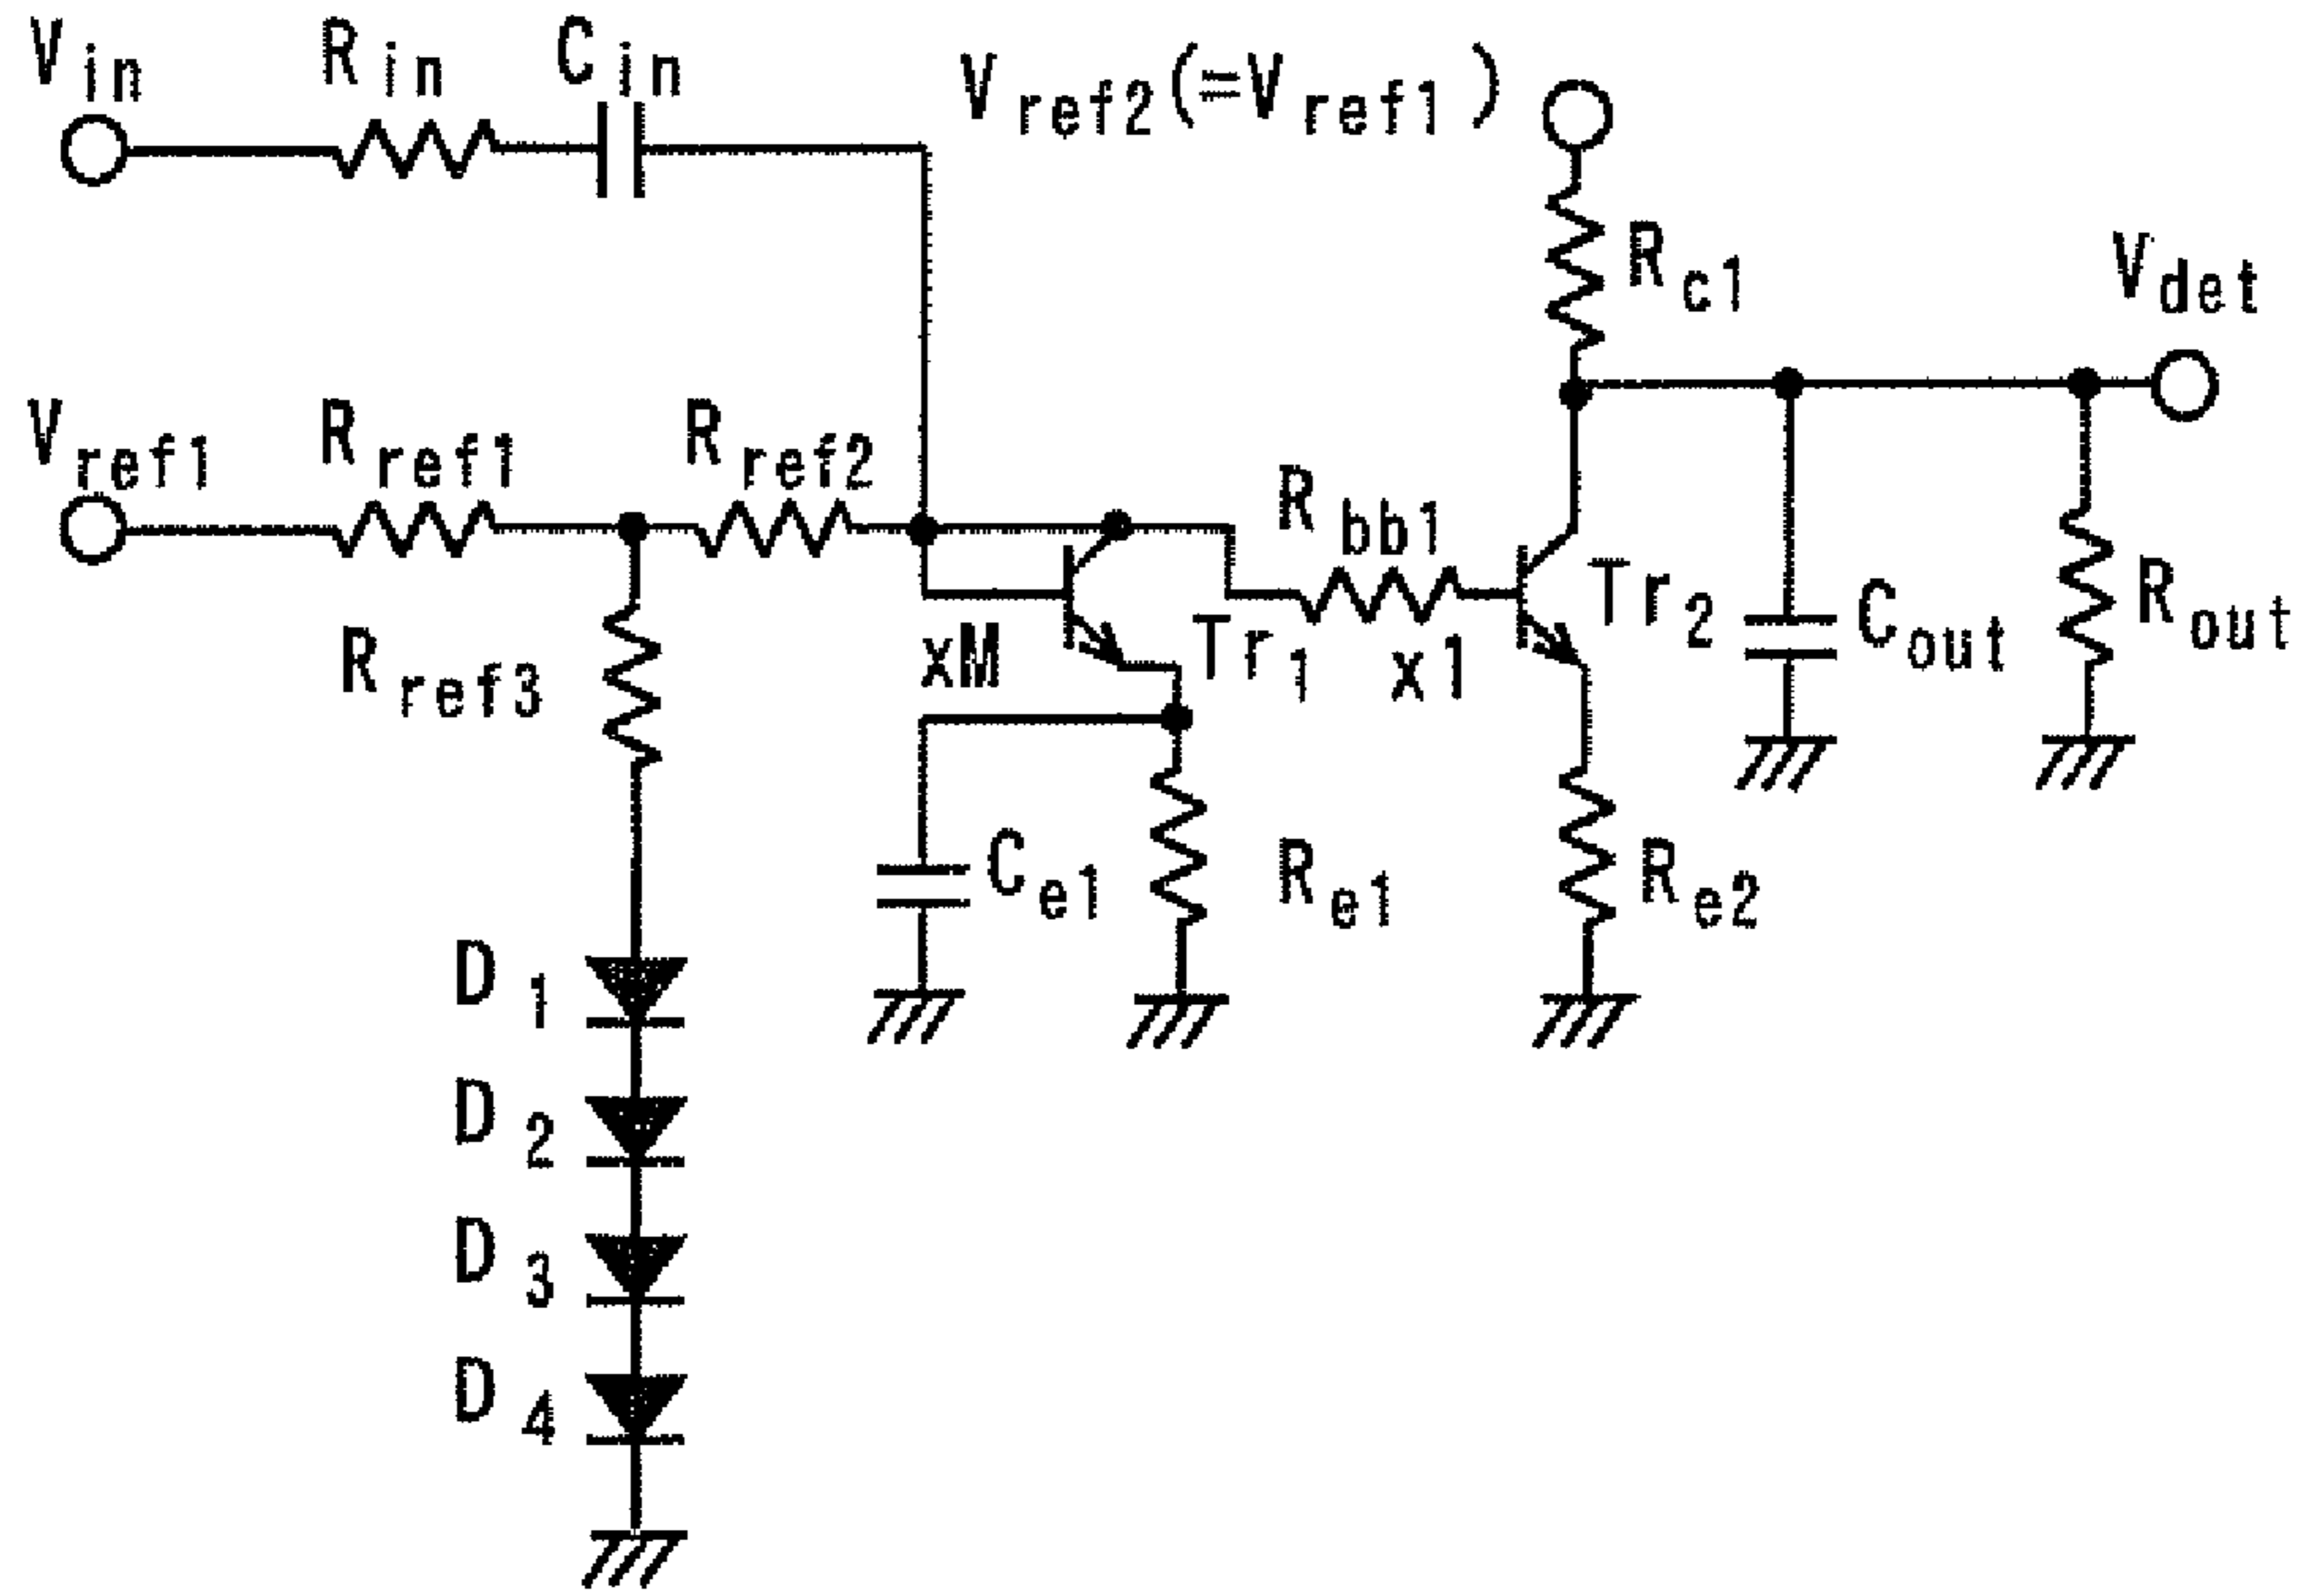 Vin Rin Cin Vref2(=Vref1)
Rc1 Vdet
Vref1 Rref1 Rref2
Rbb1
Rref3 xM Tr1 x1 Tr2 Cout Rout
Ce1 Re1 Re2
D1
D2
D3
D4